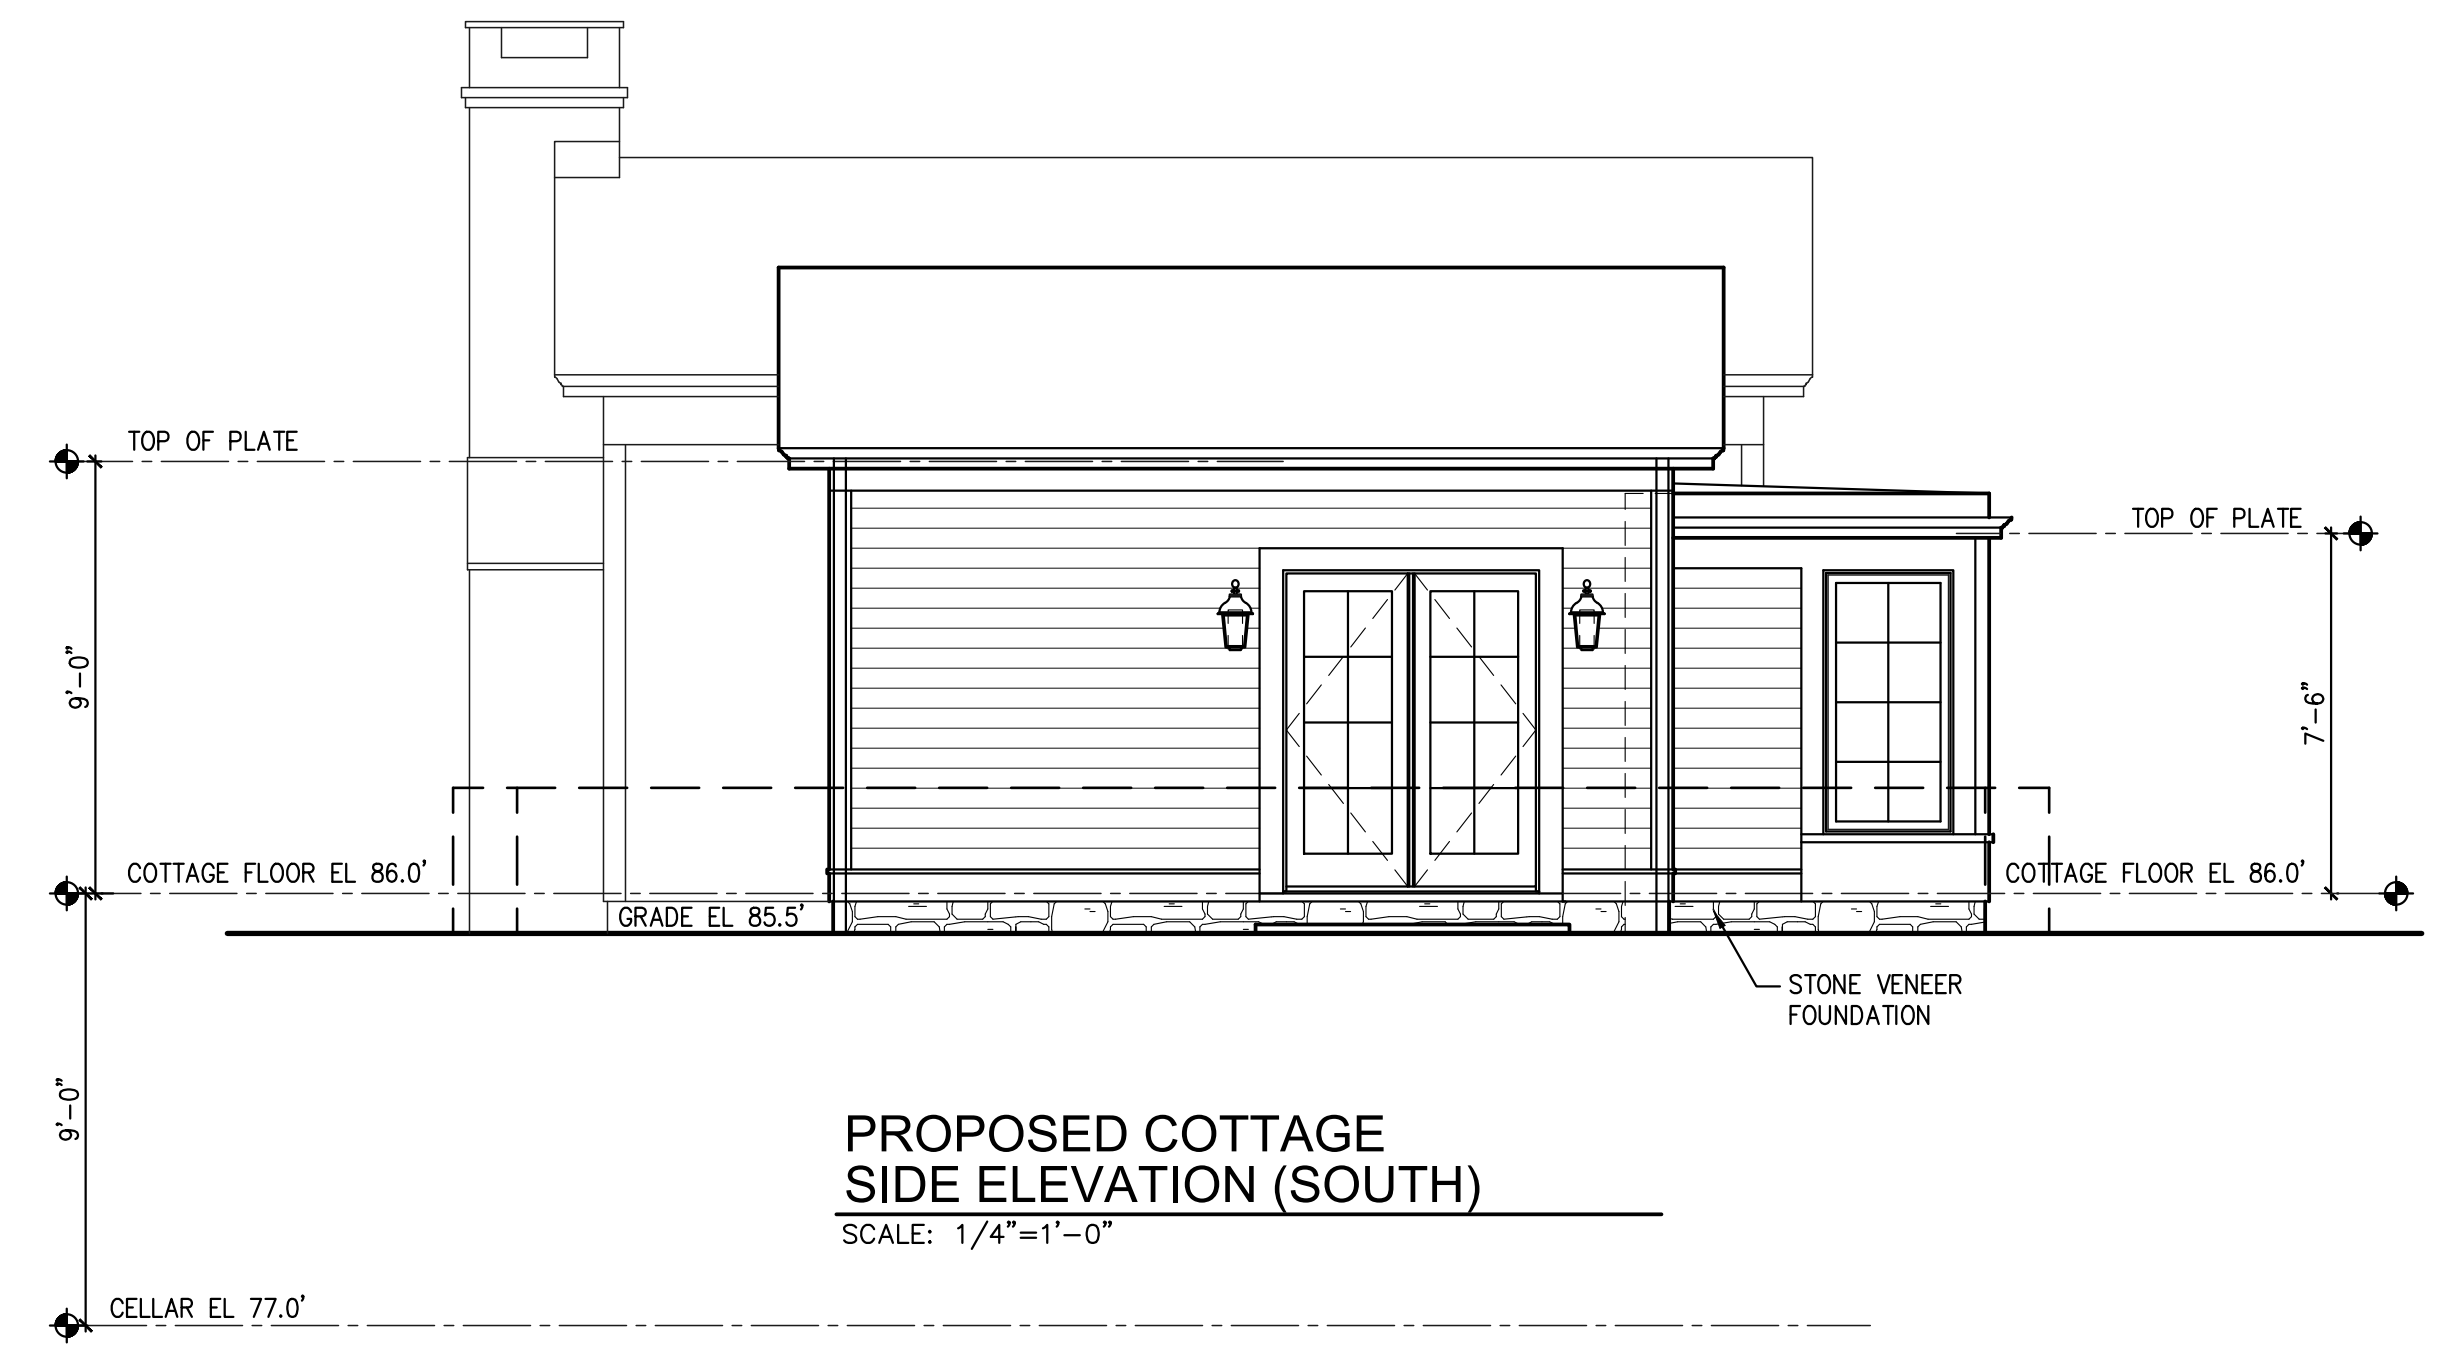 TOP OF PLATE
TOP OF PLATE
9'-0"
7'-6"
COTTAGE FLOOR EL 86.0'
COTTAGE FLOOR EL 86.0'
GRADE EL 85.5'
STONE VENEER
FOUNDATION
9'-0"
PROPOSED COTTAGE
SIDE ELEVATION (SOUTH)
SCALE: 1/4"=1'-0"
CELLAR EL 77.0'